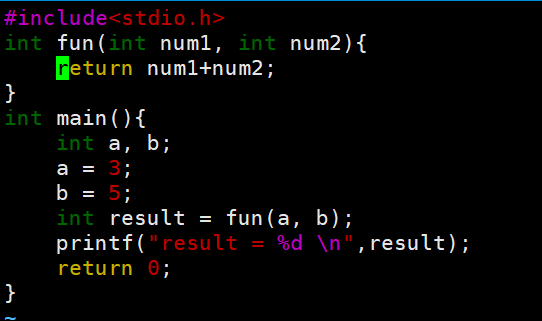 #include<stdio.h>
int fun(int num1, int num2){
    return num1+num2;
}
int main(){
    int a, b;
    a = 3;
    b = 5;
    int result = fun(a, b);
    printf("result = %d \n",result);
    return 0;
}
~